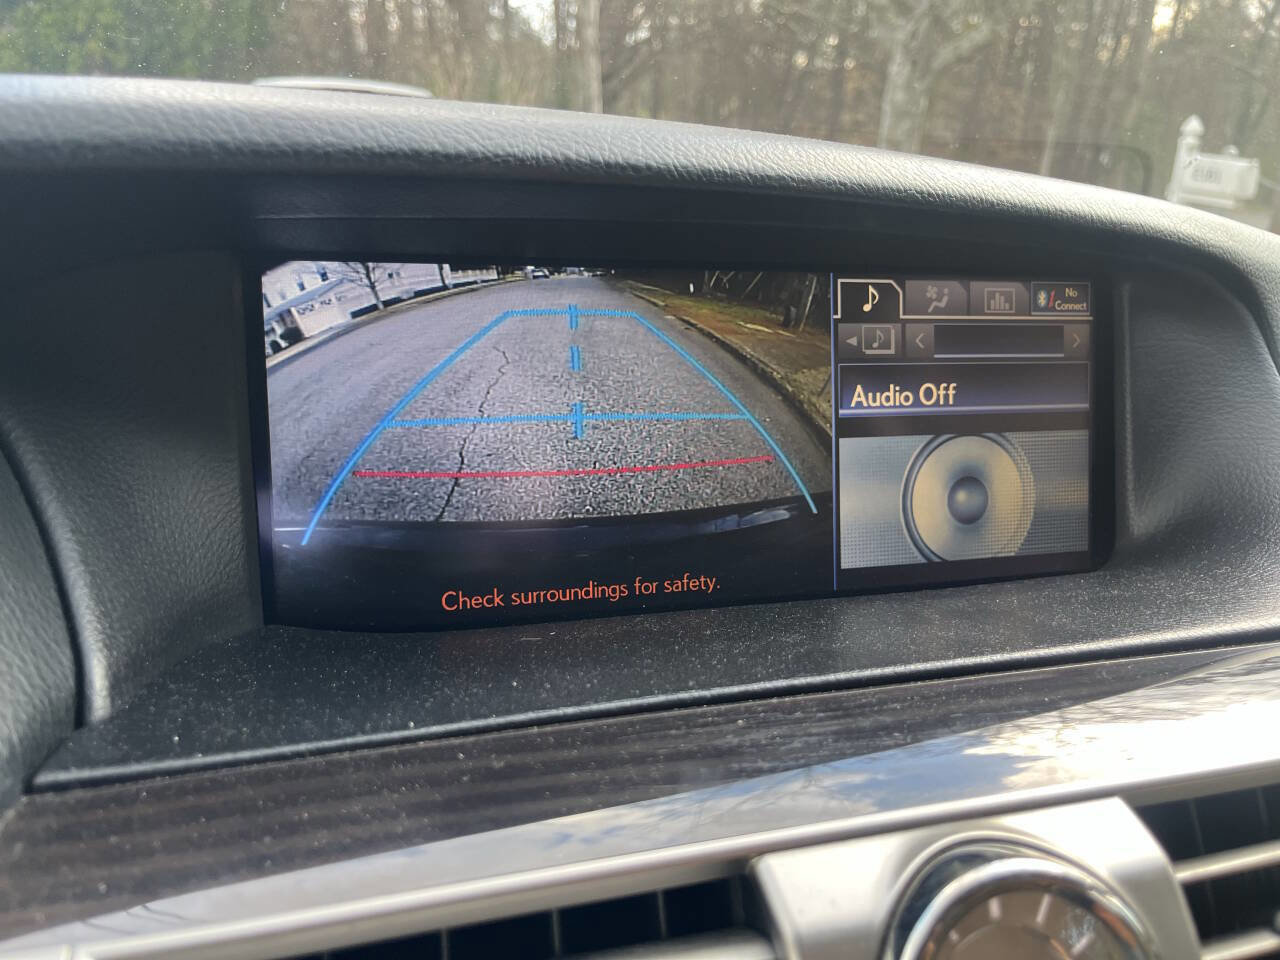 No
Connect
Audio Off
Check surroundings for safety.